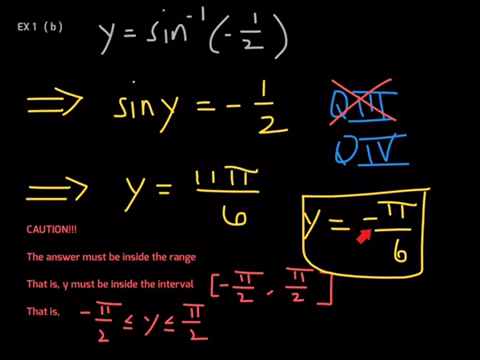 EX 1 (b)
y = sin⁻¹(-1/2)
⟹ sin y = -1/2
QIII
QIV
⟹ y = 11π/6
y = -π/6
CAUTION!!!
The answer must be inside the range
That is, y must be inside the interval [-π/2, π/2]
That is, -π/2 ≤ y ≤ π/2